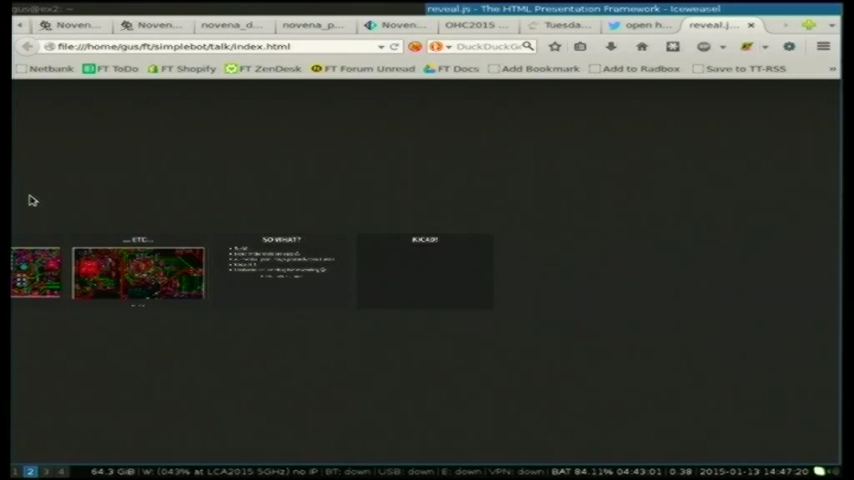 gus@ex2: ~
reveal.js - The HTML Presentation Framework - Iceweasel
Noven... Noven... novena_d... novena_p... Noven... OHC2015 ... Tuesda... open h... reveal.j...
file:///home/gus/ft/simplebot/talk/index.html DuckDuckGo
Netbank FT ToDo FT Shopify FT ZenDesk FT Forum Unread FT Docs Add Bookmark... Add to Radbox Save to TT-RSS
... ETC... SO WHAT? KICAD!
1 2 3 4 64.3 GiB W: (043% at LCA2015 5GHz) no IP BT: down USB: down E: down VPN: down BAT 84.11% 04:43:01 0.38 2015-01-13 14:47:20